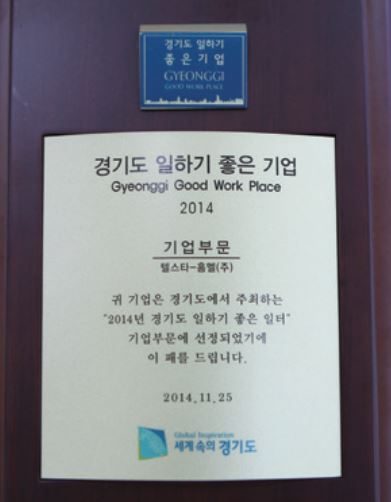 경기도 일하기
좋은 기업
GYEONGGI
GOOD WORK PLACE
경기도 일하기 좋은 기업
Gyeonggi Good Work Place
2014
기업부문
텔스타-홈멜(주)
귀 기업은 경기도에서 주최하는
"2014년 경기도 일하기 좋은 일터"
기업부문에 선정되었기에
이 패를 드립니다.
2014.11.25
Global Inspiration
세계 속의 경기도